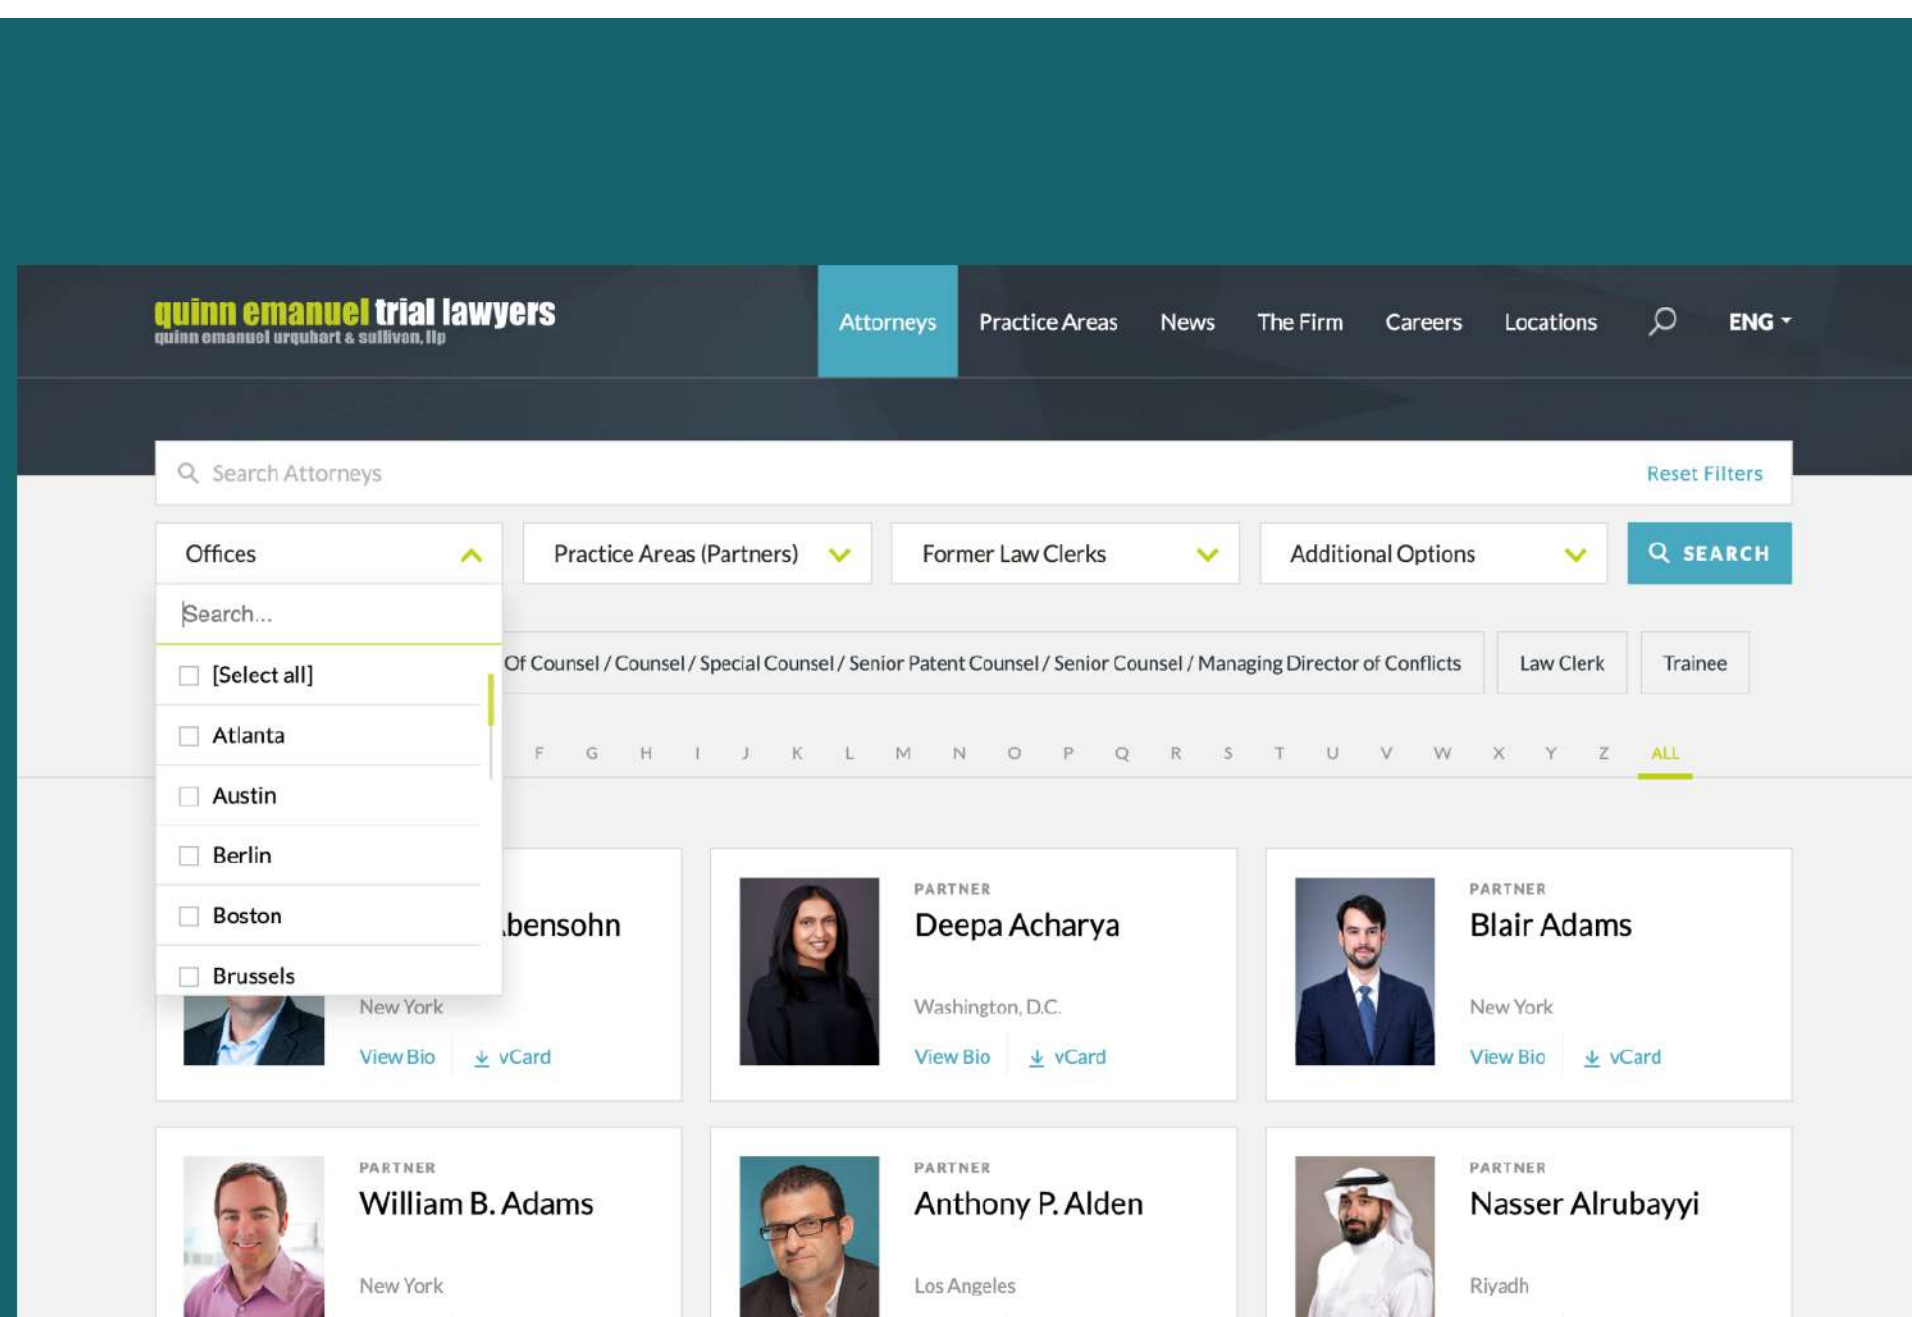 quinn emanuel trial lawyers
quinn emanuel urquhart & sullivan, llp
Attorneys Practice Areas News The Firm Careers Locations ENG
Search Attorneys Reset Filters
Offices Practice Areas (Partners) Former Law Clerks Additional Options SEARCH
Search...
Of Counsel / Counsel / Special Counsel / Senior Patent Counsel / Senior Counsel / Managing Director of Conflicts Law Clerk Trainee
[Select all]
Atlanta
F G H I J K L M N O P Q R S T U V W X Y Z ALL
Austin
Berlin
Boston
Brussels
bensohn
New York
View Bio vCard
PARTNER
Deepa Acharya
Washington, D.C.
View Bio vCard
PARTNER
Blair Adams
New York
View Bio vCard
PARTNER
William B. Adams
New York
PARTNER
Anthony P. Alden
Los Angeles
PARTNER
Nasser Alrubayyi
Riyadh